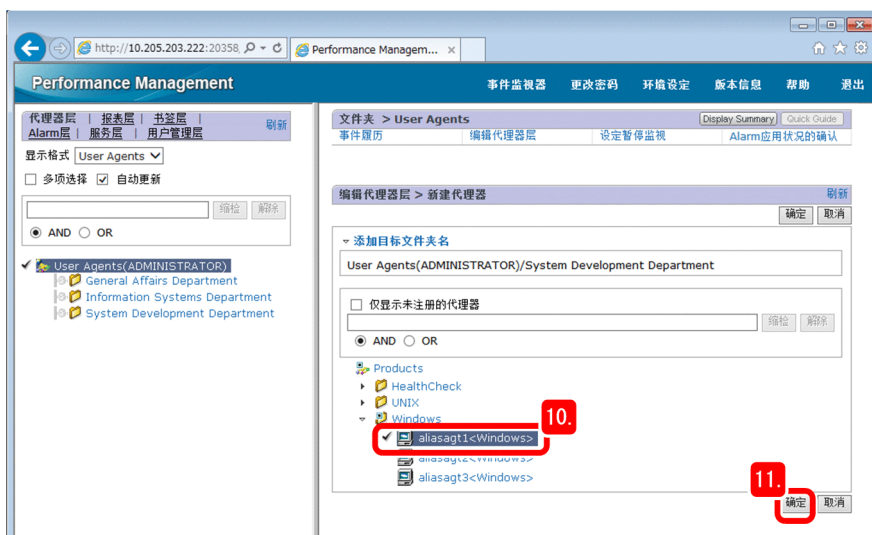 http://10.205.203.222:20358,
Performance Managem...
Performance Management
事件监视器 更改密码 环境设定 版本信息 帮助 退出
代理器层 | 报表层 | 书签层 |
Alarm层 | 服务层 | 用户管理层
刷新
显示格式 User Agents
多项选择 自动更新
缩检 解除
AND OR
User Agents(ADMINISTRATOR)
General Affairs Department
Information Systems Department
System Development Department
文件夹 > User Agents
Display Summary Quick Guide
事件履历 编辑代理器层 设定暂停监视 Alarm应用状况的确认
编辑代理器层 > 新建代理器
刷新
确定 取消
添加目标文件夹名
User Agents(ADMINISTRATOR)/System Development Department
仅显示未注册的代理器
缩检 解除
AND OR
Products
HealthCheck
UNIX
Windows
10.
aliasagt1<Windows>
aliasagt2<Windows>
aliasagt3<Windows>
11.
确定 取消